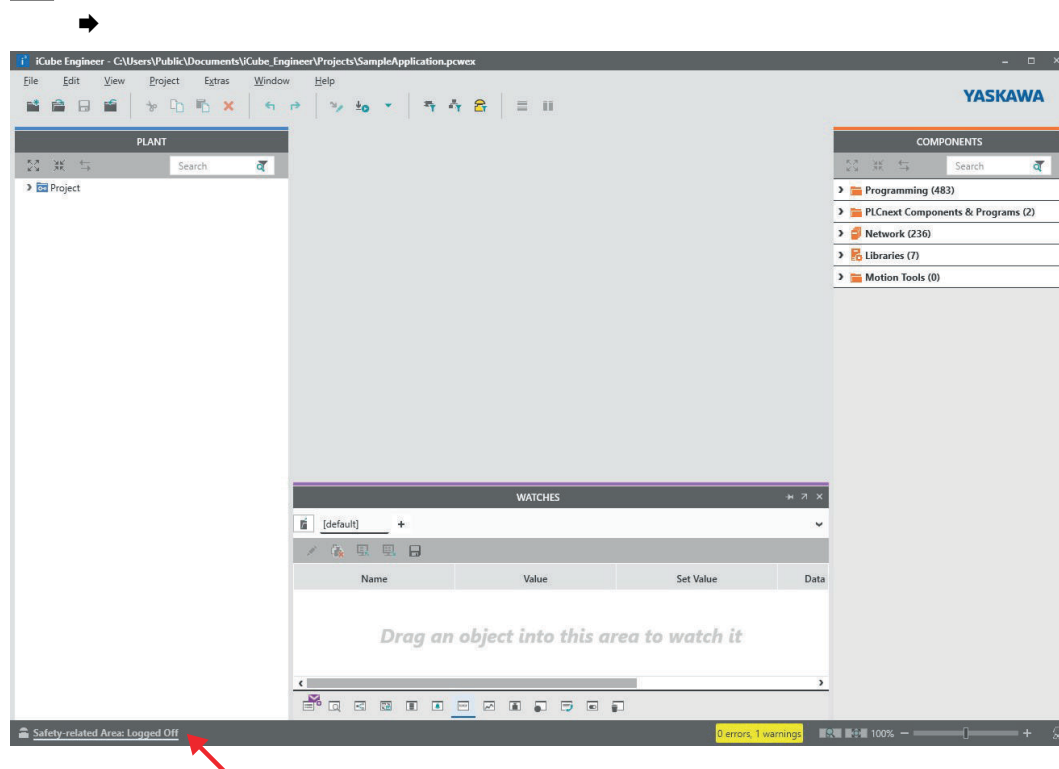 iCube Engineer - C:\Users\Public\Documents\iCube_Engineer\Projects\SampleApplication.pcwex
File Edit View Project Extras Window Help
YASKAWA
PLANT
Search
Project
COMPONENTS
Search
Programming (483)
PLCnext Components & Programs (2)
Network (236)
Libraries (7)
Motion Tools (0)
WATCHES
[default] +
Name Value Set Value Data
Drag an object into this area to watch it
Safety-related Area: Logged Off
0 errors, 1 warnings
100%